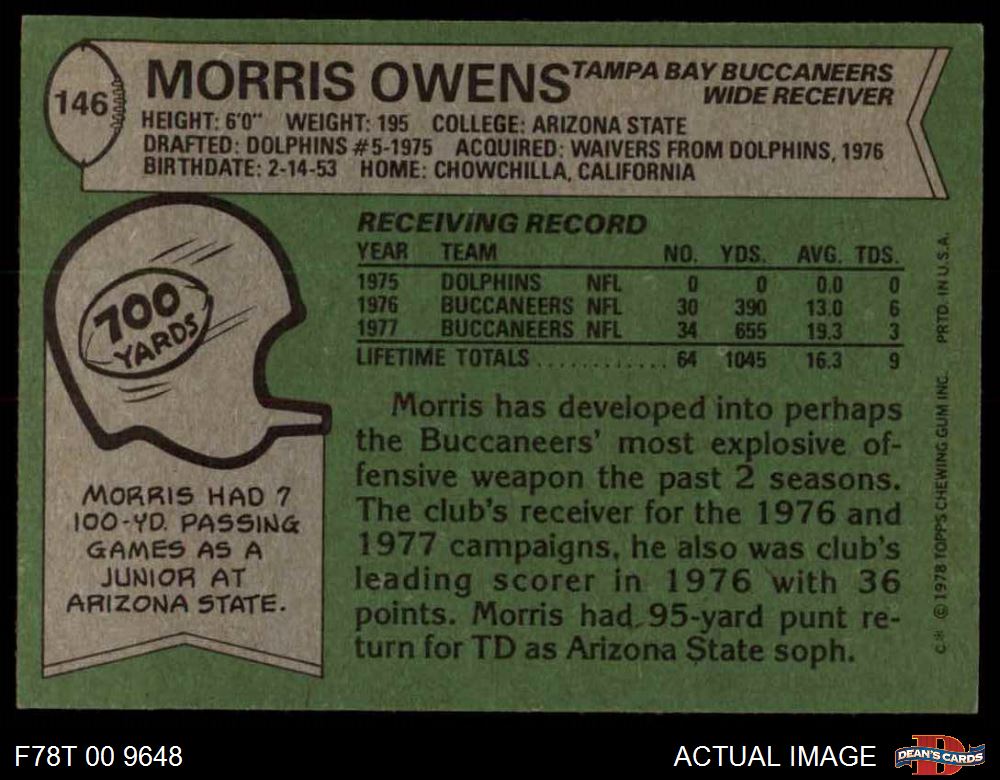 146
MORRIS OWENS
TAMPA BAY BUCCANEERS
WIDE RECEIVER
HEIGHT: 6'0" WEIGHT: 195 COLLEGE: ARIZONA STATE
DRAFTED: DOLPHINS #5-1975 ACQUIRED: WAIVERS FROM DOLPHINS, 1976
BIRTHDATE: 2-14-53 HOME: CHOWCHILLA, CALIFORNIA
700
YARDS
MORRIS HAD 7
100-YD. PASSING
GAMES AS A
JUNIOR AT
ARIZONA STATE.
RECEIVING RECORD
YEAR TEAM NO. YDS. AVG. TDS.
1975 DOLPHINS NFL 0 0 0.0 0
1976 BUCCANEERS NFL 30 390 13.0 6
1977 BUCCANEERS NFL 34 655 19.3 3
LIFETIME TOTALS ............ 64 1045 16.3 9
Morris has developed into perhaps
the Buccaneers' most explosive of-
fensive weapon the past 2 seasons.
The club's receiver for the 1976 and
1977 campaigns, he also was club's
leading scorer in 1976 with 36
points. Morris had 95-yard punt re-
turn for TD as Arizona State soph.
© 1978 TOPPS CHEWING GUM INC. PRTD. IN U.S.A.
F78T 00 9648
ACTUAL IMAGE
D
DEAN'S CARDS